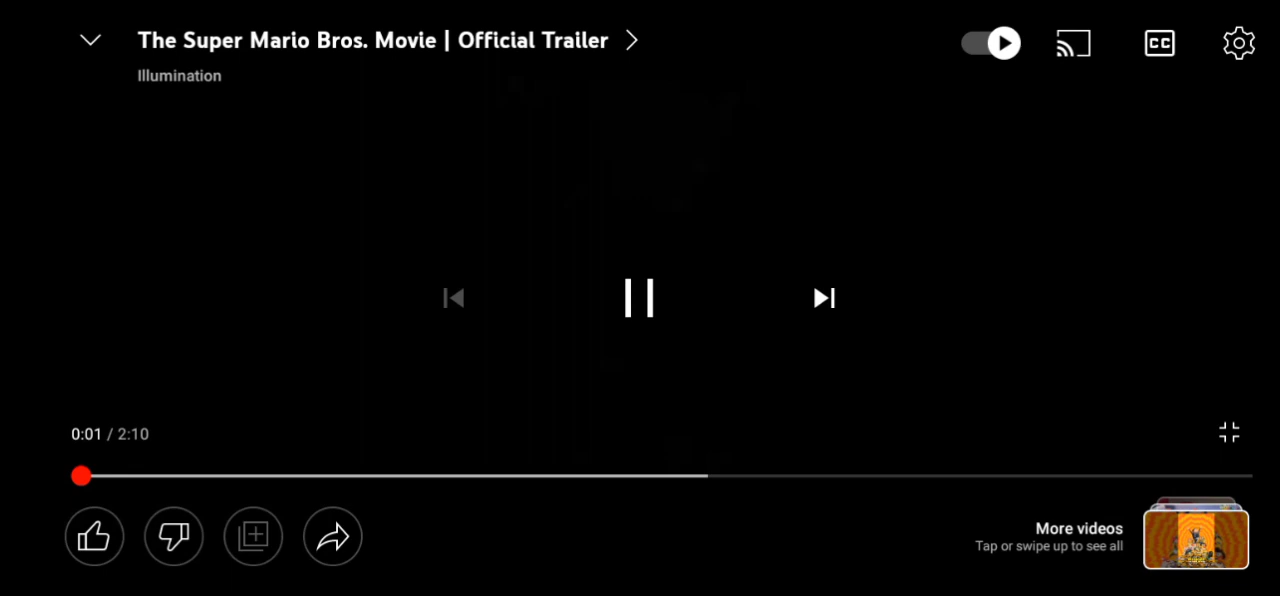 The Super Mario Bros. Movie | Official Trailer
Illumination
CC
0:01 / 2:10
More videos
Tap or swipe up to see all